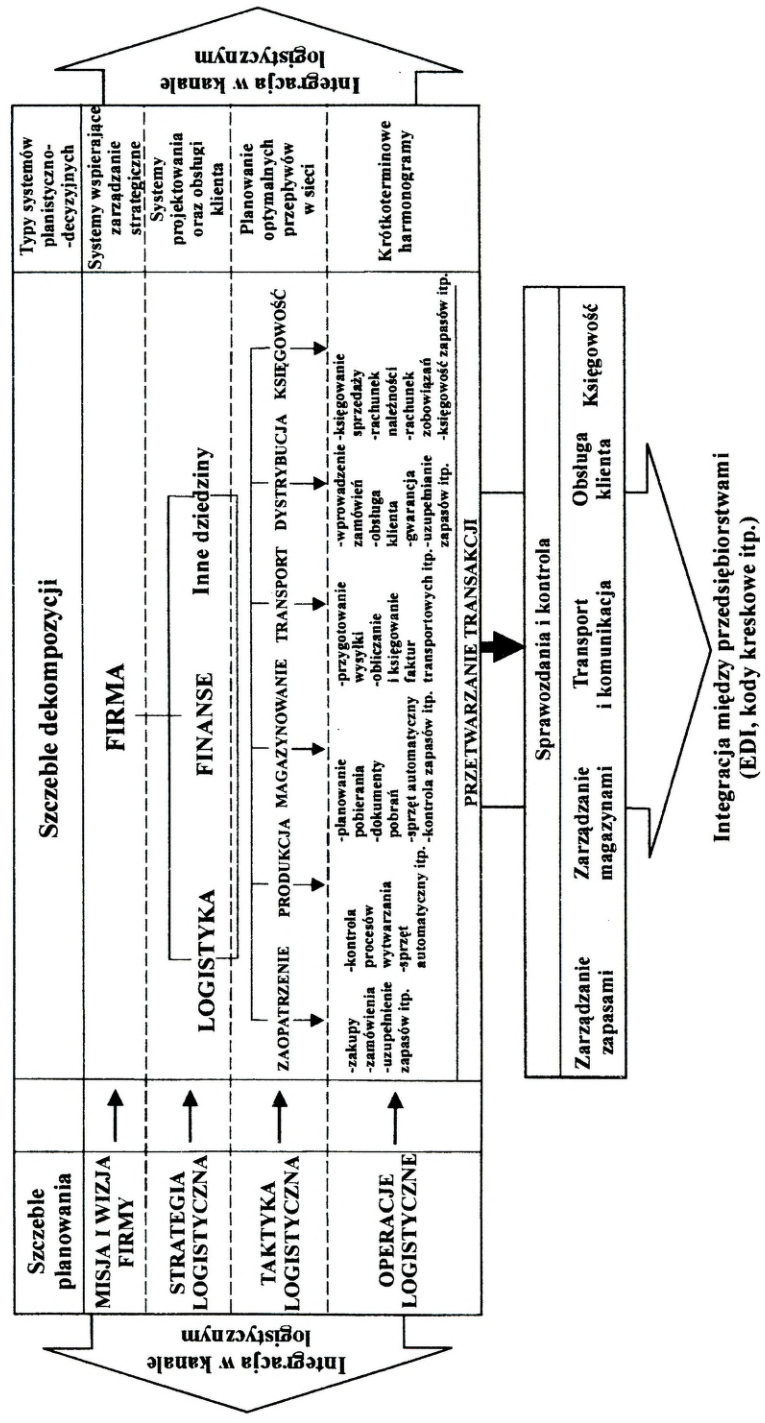 Integracja w kanale
logistycznym
Szczeble
planowania
Szczeble dekompozycji
Typy systemów
planistyczno-
-decyzyjnych
MISJA I WIZJA
FIRMY
FIRMA
Systemy wspierające
zarządzanie
strategiczne
STRATEGIA
LOGISTYCZNA
LOGISTYKA
FINANSE
Inne dziedziny
Systemy
projektowania
oraz obsługi
klienta
TAKTYKA
LOGISTYCZNA
ZAOPATRZENIE
PRODUKCJA
MAGAZYNOWANIE
TRANSPORT
DYSTRYBUCJA
KSIĘGOWOŚĆ
Planowanie
optymalnych
przepływów
w sieci
OPERACJE
LOGISTYCZNE
-zakupy
-zamówienia
-uzupełnienie
zapasów itp.
-kontrola
procesów
wytwarzania
-sprzęt
automatyczny itp.
-planowanie
pobierania
-dokumenty
pobrań
-sprzęt automatyczny
-kontrola zapasów itp.
-przygotowanie
wysyłki
-obliczanie
i księgowanie
faktur
transportowych itp.
-wprowadzenie
zamówień
-obsługa
klienta
-gwarancja
-uzupełnianie
zapasów itp.
-księgowanie
sprzedaży
-rachunek
należności
-rachunek
zobowiązań
-księgowość zapasów itp.
Krótkoterminowe
harmonogramy
PRZETWARZANIE TRANSAKCJI
Integracja w kanale
logistycznym
Sprawozdania i kontrola
Zarządzanie
zapasami
Zarządzanie
magazynami
Transport
i komunikacja
Obsługa
klienta
Księgowość
Integracja między przedsiębiorstwami
(EDI, kody kreskowe itp.)